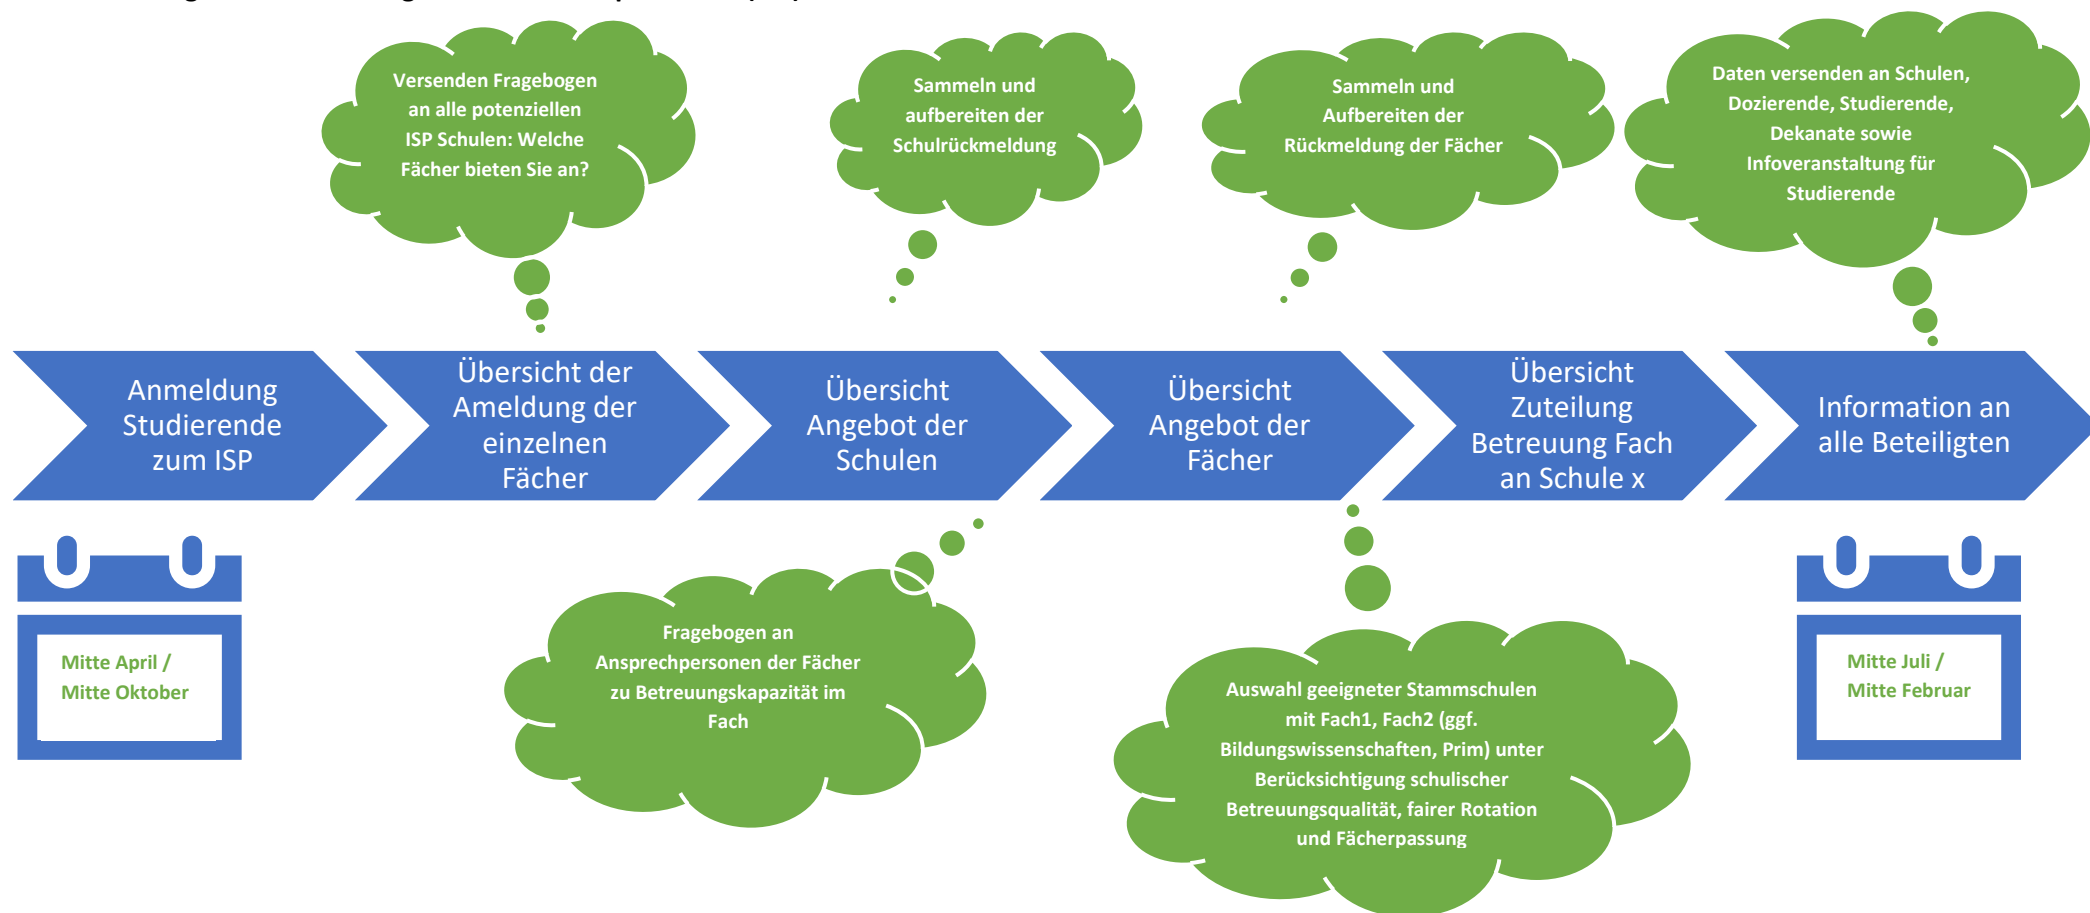 Versenden Fragebogen
an alle potenziellen
ISP Schulen: Welche
Fächer bieten Sie an?
Sammeln und
aufbereiten der
Schulrückmeldung
Sammeln und
Aufbereiten der
Rückmeldung der Fächer
Daten versenden an Schulen,
Dozierende, Studierende,
Dekanate sowie
Infoveranstaltung für
Studierende
Anmeldung
Studierende
zum ISP
Übersicht der
Ameldung der
einzelnen
Fächer
Übersicht
Angebot der
Schulen
Übersicht
Angebot der
Fächer
Übersicht
Zuteilung
Betreuung Fach
an Schule x
Information an
alle Beteiligten
Mitte April /
Mitte Oktober
Fragebogen an
Ansprechpersonen der Fächer
zu Betreuungskapazität im
Fach
Auswahl geeigneter Stammschulen
mit Fach1, Fach2 (ggf.
Bildungswissenschaften, Prim) unter
Berücksichtigung schulischer
Betreuungsqualität, fairer Rotation
und Fächerpassung
Mitte Juli /
Mitte Februar